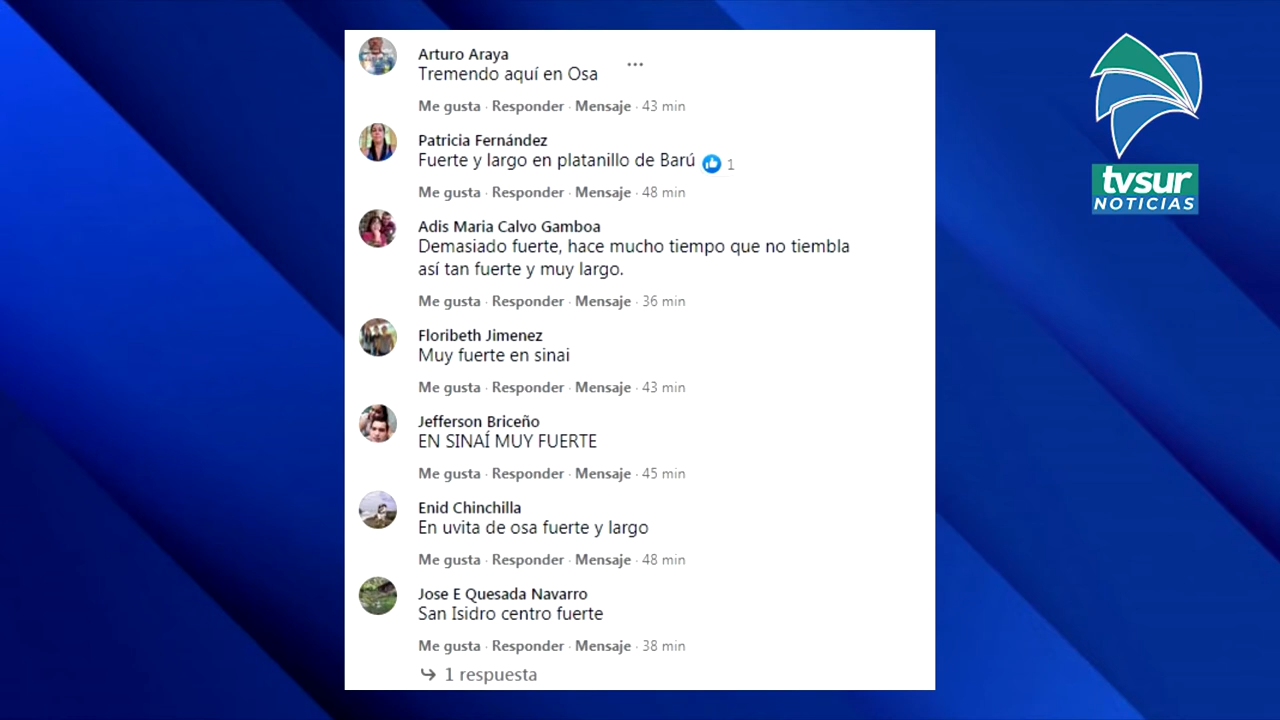 Arturo Araya
Tremendo aquí en Osa
...
Me gusta · Responder · Mensaje · 43 min
Patricia Fernández
Fuerte y largo en platanillo de Barú 1
Me gusta · Responder · Mensaje · 48 min
Adis Maria Calvo Gamboa
Demasiado fuerte, hace mucho tiempo que no tiembla
así tan fuerte y muy largo.
Me gusta · Responder · Mensaje · 36 min
Floribeth Jimenez
Muy fuerte en sinai
Me gusta · Responder · Mensaje · 43 min
Jefferson Briceño
EN SINAÍ MUY FUERTE
Me gusta · Responder · Mensaje · 45 min
Enid Chinchilla
En uvita de osa fuerte y largo
Me gusta · Responder · Mensaje · 48 min
Jose E Quesada Navarro
San Isidro centro fuerte
Me gusta · Responder · Mensaje · 38 min
1 respuesta
tvsur
NOTICIAS